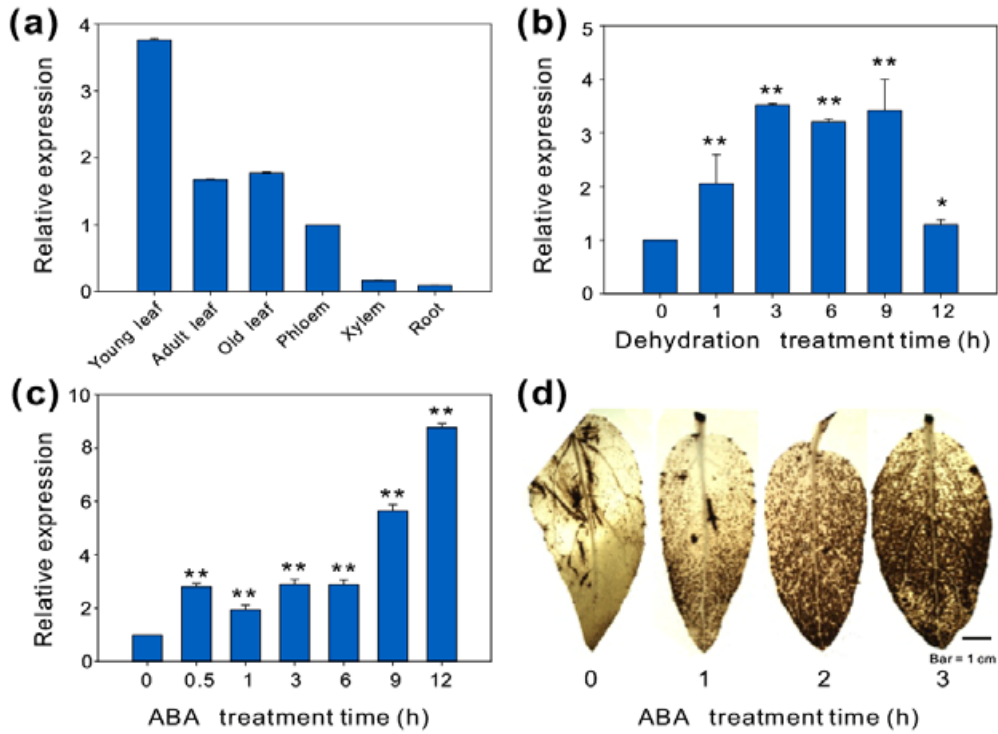 (a)
Relative expression
4
3
2
1
0
Young leaf
Adult leaf
Old leaf
Phloem
Xylem
Root
(b)
Relative expression
5
4
3
2
1
0
**
**
**
**
*
0 1 3 6 9 12
Dehydration treatment time (h)
(c)
Relative expression
10
8
6
4
2
0
**
**
**
**
**
**
0 0.5 1 3 6 9 12
ABA treatment time (h)
(d)
Bar = 1 cm
0 1 2 3
ABA treatment time (h)